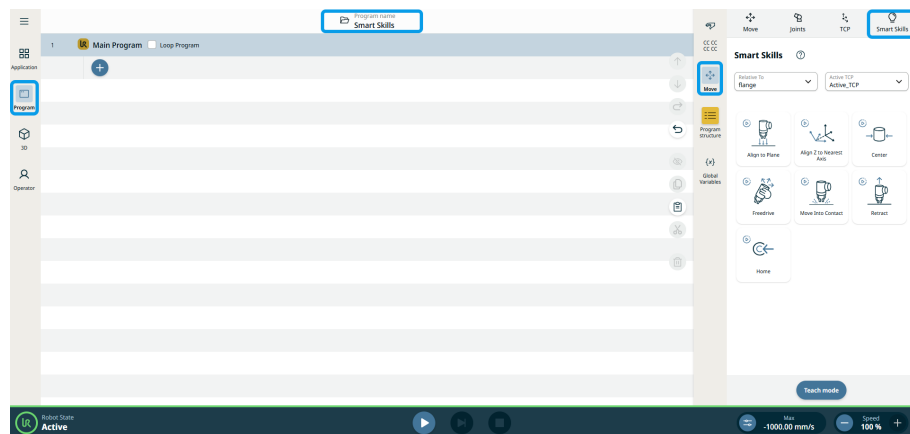 Program name
Smart Skills
Move
Joints
TCP
Smart Skills
1
UR
Main Program
Loop Program
Application
Program
3D
Operator
CC CC
CC CC
Move
Program
structure
{x}
Global
Variables
Smart Skills
?
Relative To
flange
Active TCP
Active_TCP
Align to Plane
Align Z to Nearest
Axis
Center
Freedrive
Move Into Contact
Retract
Home
Teach mode
UR
Robot State
Active
Max
-1000.00 mm/s
Speed
100 %